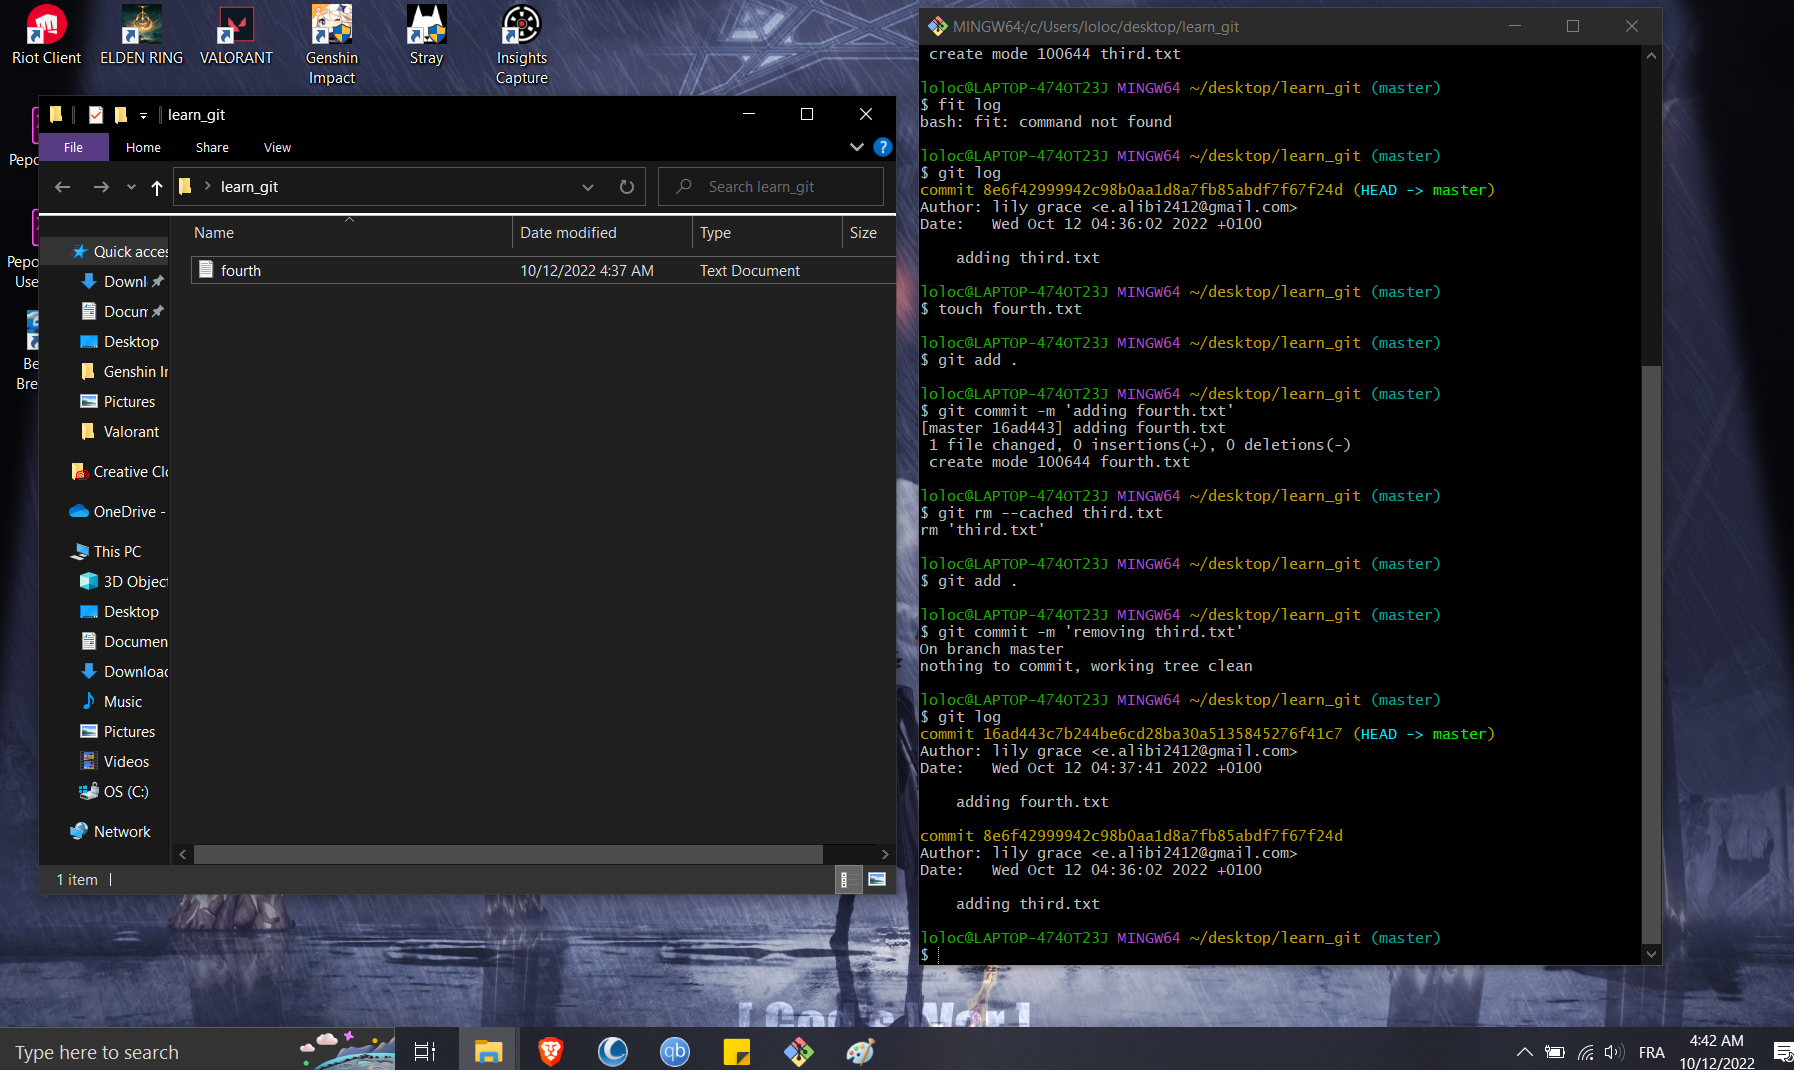 Riot Client
ELDEN RING
VALORANT
Genshin
Impact
Stray
Insights
Capture
learn_git
File
Home
Share
View
learn_git
Search learn_git
Name
Date modified
Type
Size
fourth
10/12/2022 4:37 AM
Text Document
Quick acces
Downl
Docum
Desktop
Genshin Ir
Pictures
Valorant
Creative Clo
OneDrive -
This PC
3D Object
Desktop
Documen
Download
Music
Pictures
Videos
OS (C:)
Network
1 item
Pepo
Pepo
Use
Be
Bre
MINGW64:/c/Users/loloc/desktop/learn_git
create mode 100644 third.txt
loloc@LAPTOP-474OT23J MINGW64 ~/desktop/learn_git (master)
$ fit log
bash: fit: command not found
loloc@LAPTOP-474OT23J MINGW64 ~/desktop/learn_git (master)
$ git log
commit 8e6f42999942c98b0aa1d8a7fb85abdf7f67f24d (HEAD -> master)
Author: lily grace <e.alibi2412@gmail.com>
Date:   Wed Oct 12 04:36:02 2022 +0100
adding third.txt
loloc@LAPTOP-474OT23J MINGW64 ~/desktop/learn_git (master)
$ touch fourth.txt
loloc@LAPTOP-474OT23J MINGW64 ~/desktop/learn_git (master)
$ git add .
loloc@LAPTOP-474OT23J MINGW64 ~/desktop/learn_git (master)
$ git commit -m 'adding fourth.txt'
[master 16ad443] adding fourth.txt
1 file changed, 0 insertions(+), 0 deletions(-)
create mode 100644 fourth.txt
loloc@LAPTOP-474OT23J MINGW64 ~/desktop/learn_git (master)
$ git rm --cached third.txt
rm 'third.txt'
loloc@LAPTOP-474OT23J MINGW64 ~/desktop/learn_git (master)
$ git add .
loloc@LAPTOP-474OT23J MINGW64 ~/desktop/learn_git (master)
$ git commit -m 'removing third.txt'
On branch master
nothing to commit, working tree clean
loloc@LAPTOP-474OT23J MINGW64 ~/desktop/learn_git (master)
$ git log
commit 16ad443c7b244be6cd28ba30a5135845276f41c7 (HEAD -> master)
Author: lily grace <e.alibi2412@gmail.com>
Date:   Wed Oct 12 04:37:41 2022 +0100
adding fourth.txt
commit 8e6f42999942c98b0aa1d8a7fb85abdf7f67f24d
Author: lily grace <e.alibi2412@gmail.com>
Date:   Wed Oct 12 04:36:02 2022 +0100
adding third.txt
loloc@LAPTOP-474OT23J MINGW64 ~/desktop/learn_git (master)
$
Type here to search
qb
FRA
4:42 AM
10/12/2022